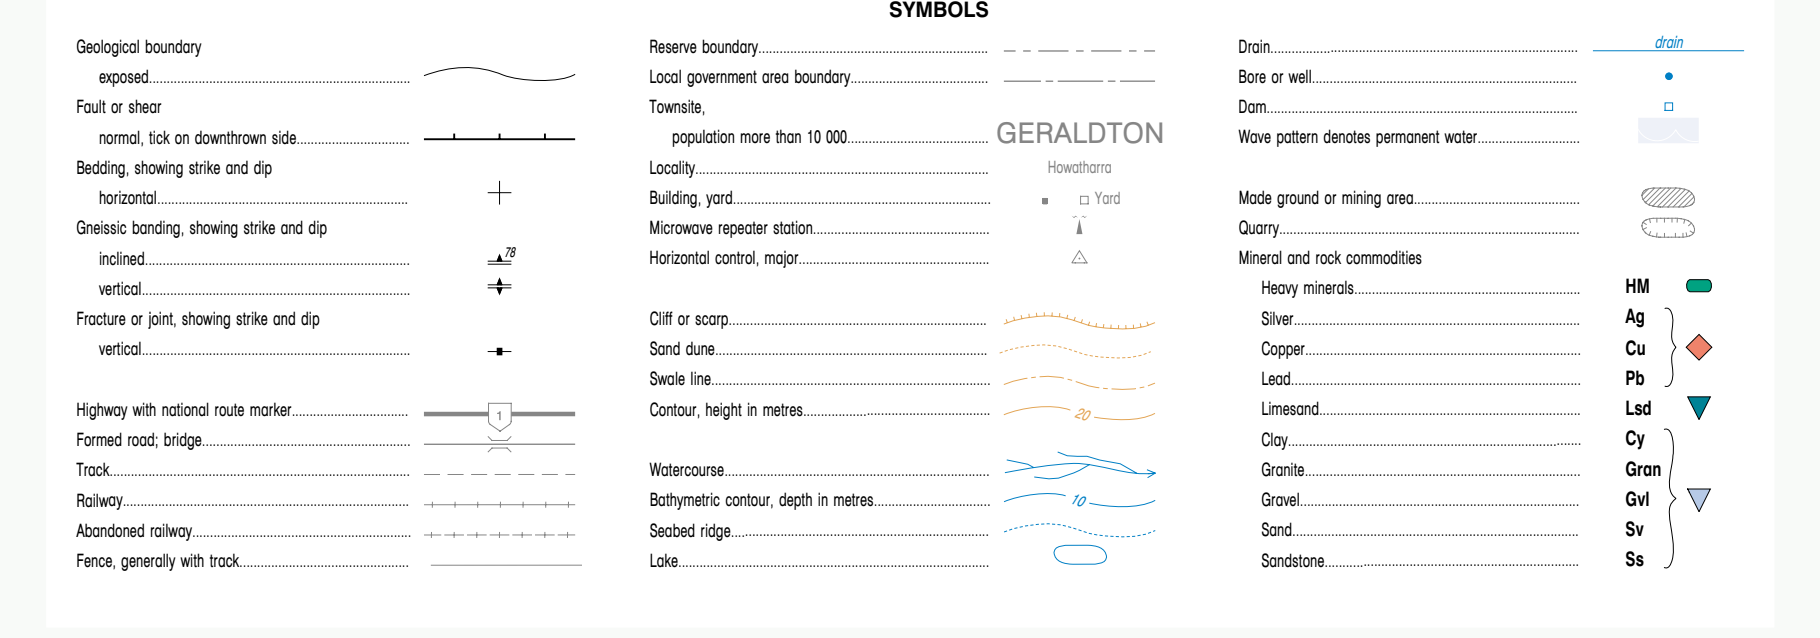 SYMBOLS
Geological boundary
exposed
Fault or shear
normal, tick on downthrown side
Bedding, showing strike and dip
horizontal
Gneissic banding, showing strike and dip
inclined 78
vertical
Fracture or joint, showing strike and dip
vertical
Highway with national route marker 1
Formed road; bridge
Track
Railway
Abandoned railway
Fence, generally with track
Reserve boundary
Local government area boundary
Townsite,
population more than 10 000 GERALDTON
Locality Howatharra
Building, yard Yard
Microwave repeater station
Horizontal control, major
Cliff or scarp
Sand dune
Swale line
Contour, height in metres 20
Watercourse
Bathymetric contour, depth in metres 10
Seabed ridge
Lake
Drain drain
Bore or well
Dam
Wave pattern denotes permanent water
Made ground or mining area
Quarry
Mineral and rock commodities
Heavy minerals HM
Silver Ag
Copper Cu
Lead Pb
Limesand Lsd
Clay Cy
Granite Gran
Gravel Gvl
Sand Sv
Sandstone Ss